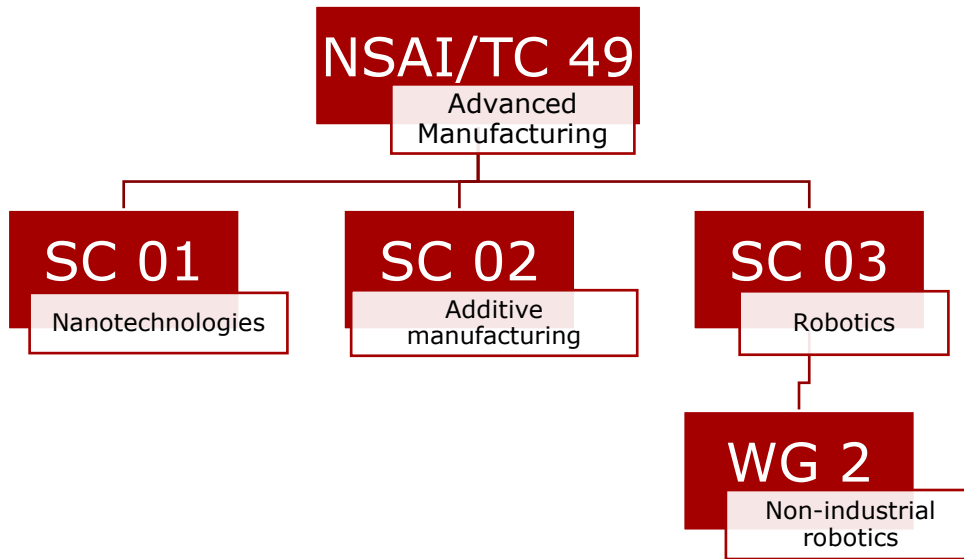 NSAI/TC 49
Advanced
Manufacturing
SC 01
Nanotechnologies
SC 02
Additive
manufacturing
SC 03
Robotics
WG 2
Non-industrial
robotics